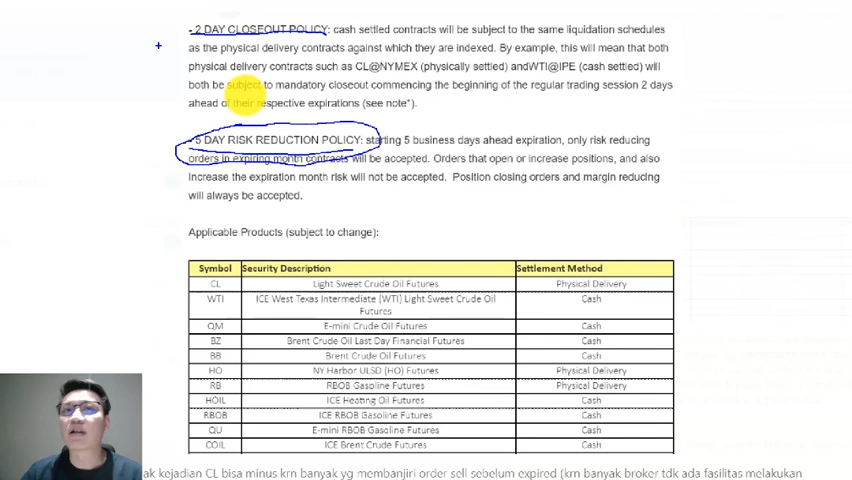 - 2 DAY CLOSEOUT POLICY: cash settled contracts will be subject to the same liquidation schedules
as the physical delivery contracts against which they are indexed. By example, this will mean that both
physical delivery contracts such as CL@NYMEX (physically settled) andWTI@IPE (cash settled) will
both be subject to mandatory closeout commencing the beginning of the regular trading session 2 days
ahead of their respective expirations (see note*).
- 5 DAY RISK REDUCTION POLICY: starting 5 business days ahead expiration, only risk reducing
orders in expiring month contracts will be accepted. Orders that open or increase positions, and also
increase the expiration month risk will not be accepted. Position closing orders and margin reducing
will always be accepted.
Applicable Products (subject to change):
Symbol Security Description Settlement Method
CL Light Sweet Crude Oil Futures Physical Delivery
WTI ICE West Texas Intermediate (WTI) Light Sweet Crude Oil Cash
Futures
QM E-mini Crude Oil Futures Cash
BZ Brent Crude Oil Last Day Financial Futures Cash
BB Brent Crude Oil Futures Cash
HO NY Harbor ULSD (HO) Futures Physical Delivery
RB RBOB Gasoline Futures Physical Delivery
HOIL ICE Heating Oil Futures Cash
RBOB ICE RBOB Gasoline Futures Cash
QU E-mini RBOB Gasoline Futures Cash
COIL ICE Brent Crude Futures Cash
kejadian CL bisa minus krn banyak yg membanjiri order sell sebelum expired (krn banyak broker tdk ada fasilitas melakukan